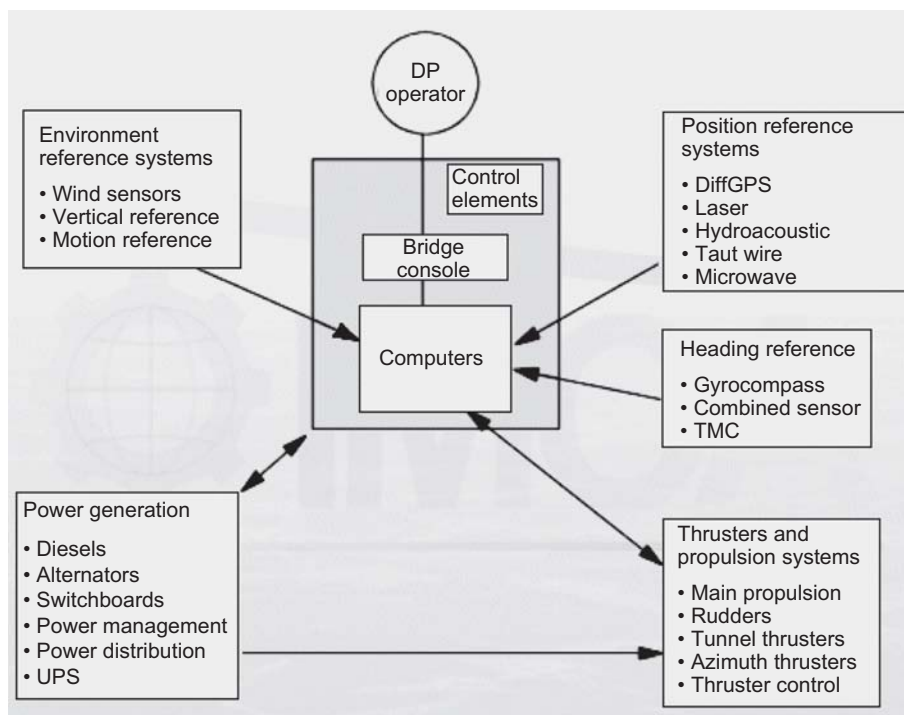 DP
operator
Environment
reference systems
• Wind sensors
• Vertical reference
• Motion reference
Control
elements
Bridge
console
Computers
Position reference
systems
• DiffGPS
• Laser
• Hydroacoustic
• Taut wire
• Microwave
Heading reference
• Gyrocompass
• Combined sensor
• TMC
Power generation
• Diesels
• Alternators
• Switchboards
• Power management
• Power distribution
• UPS
Thrusters and
propulsion systems
• Main propulsion
• Rudders
• Tunnel thrusters
• Azimuth thrusters
• Thruster control